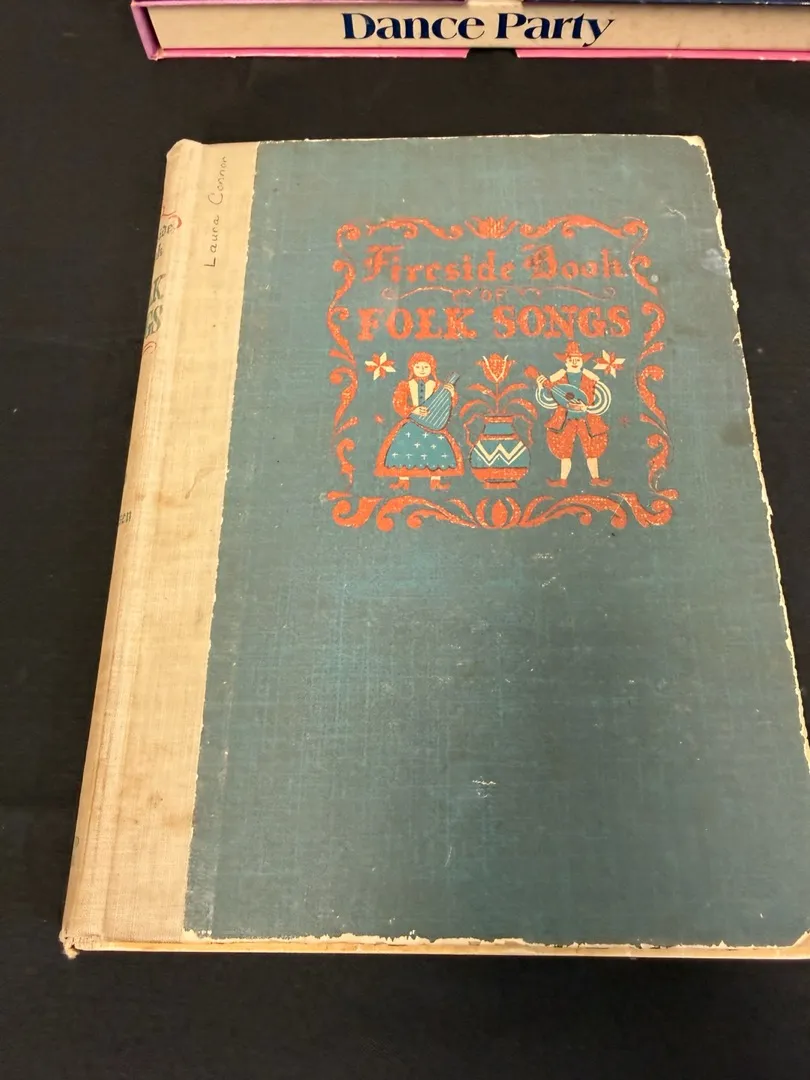 Dance Party
Laura Connor
Fireside Book
OF
FOLK SONGS